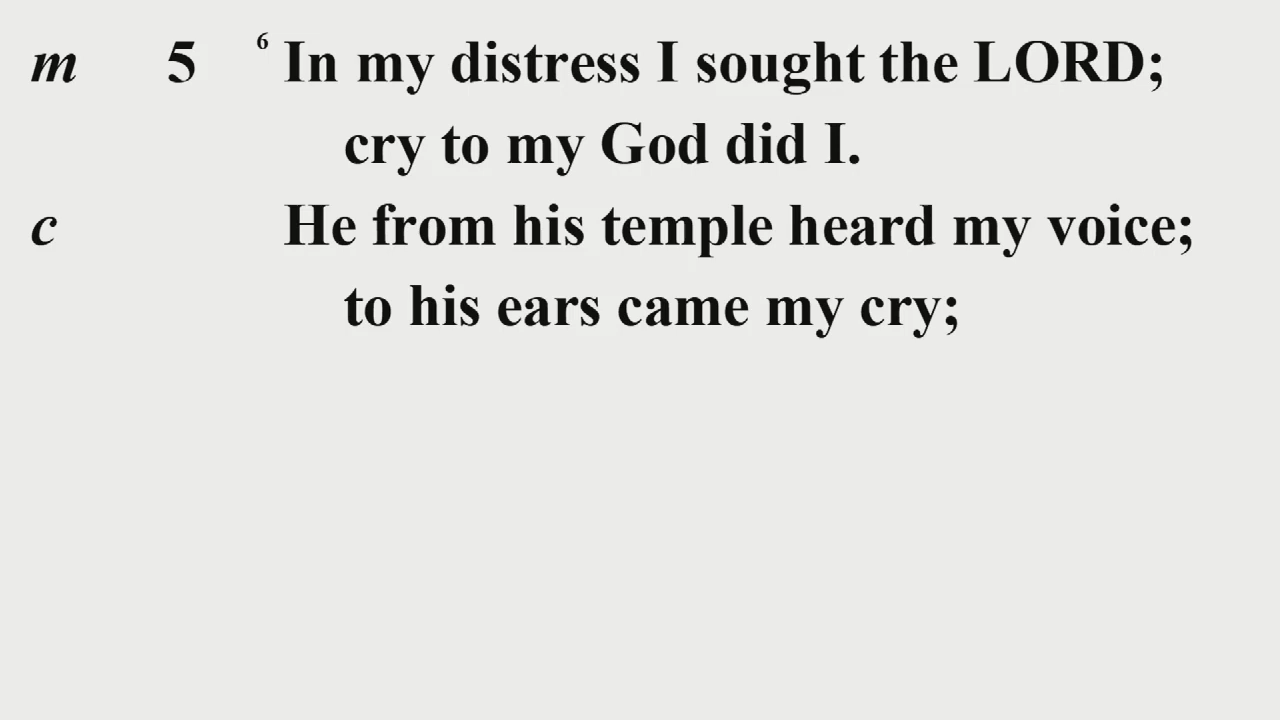 m 5 6 In my distress I sought the LORD;
cry to my God did I.
c He from his temple heard my voice;
to his ears came my cry;